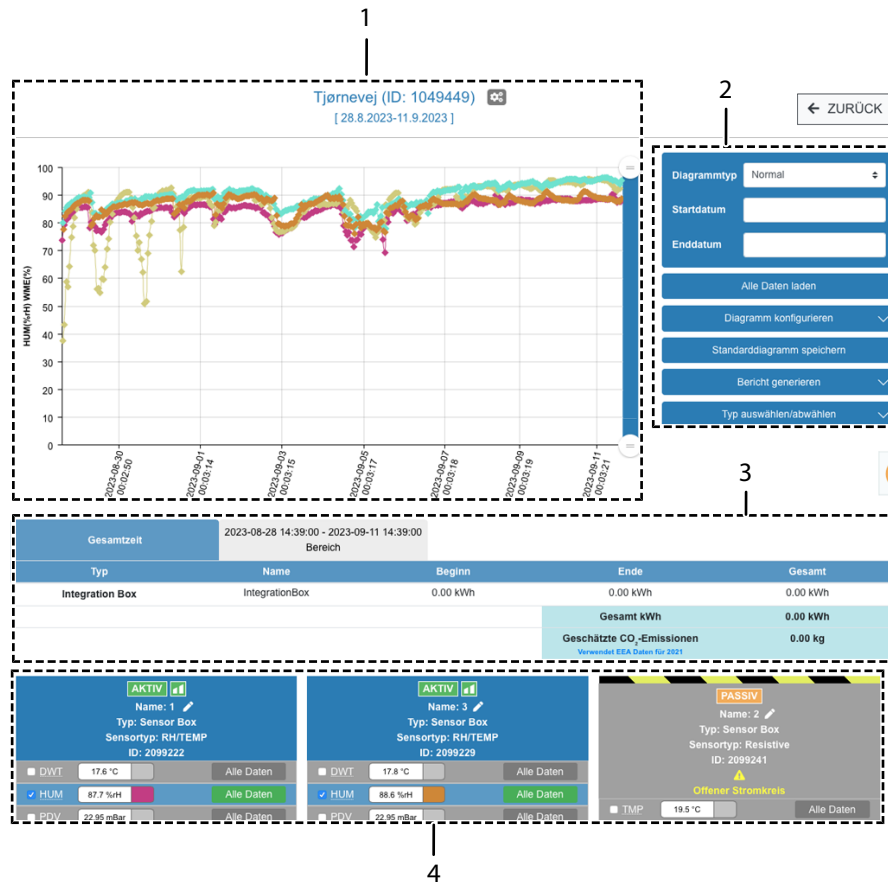 1
2
Tjørnevej (ID: 1049449)
[ 28.8.2023-11.9.2023 ]
ZURÜCK
Diagrammtyp Normal
Startdatum
Enddatum
Alle Daten laden
Diagramm konfigurieren
Standarddiagramm speichern
Bericht generieren
Typ auswählen/abwählen
HUM(%rH) WME(%)
100
90
80
70
60
50
40
30
20
10
0
2023-08-30
00:02:50
2023-09-01
00:03:14
2023-09-03
00:03:15
2023-09-05
00:03:17
2023-09-07
00:03:18
2023-09-09
00:03:19
2023-09-11
00:03:21
3
Gesamtzeit
2023-08-28 14:39:00 - 2023-09-11 14:39:00
Bereich
Typ Name Beginn Ende Gesamt
Integration Box IntegrationBox 0.00 kWh 0.00 kWh 0.00 kWh
Gesamt kWh 0.00 kWh
Geschätzte CO₂-Emissionen 0.00 kg
Verwendet EEA Daten für 2021
AKTIV
Name: 1
Typ: Sensor Box
Sensortyp: RH/TEMP
ID: 2099222
DWT 17.6 °C Alle Daten
HUM 87.7 %rH Alle Daten
PDV 22.95 mBar Alle Daten
AKTIV
Name: 3
Typ: Sensor Box
Sensortyp: RH/TEMP
ID: 2099229
DWT 17.8 °C Alle Daten
HUM 88.6 %rH Alle Daten
PDV 22.95 mBar Alle Daten
PASSIV
Name: 2
Typ: Sensor Box
Sensortyp: Resistive
ID: 2099241
Offener Stromkreis
TMP 19.5 °C Alle Daten
4